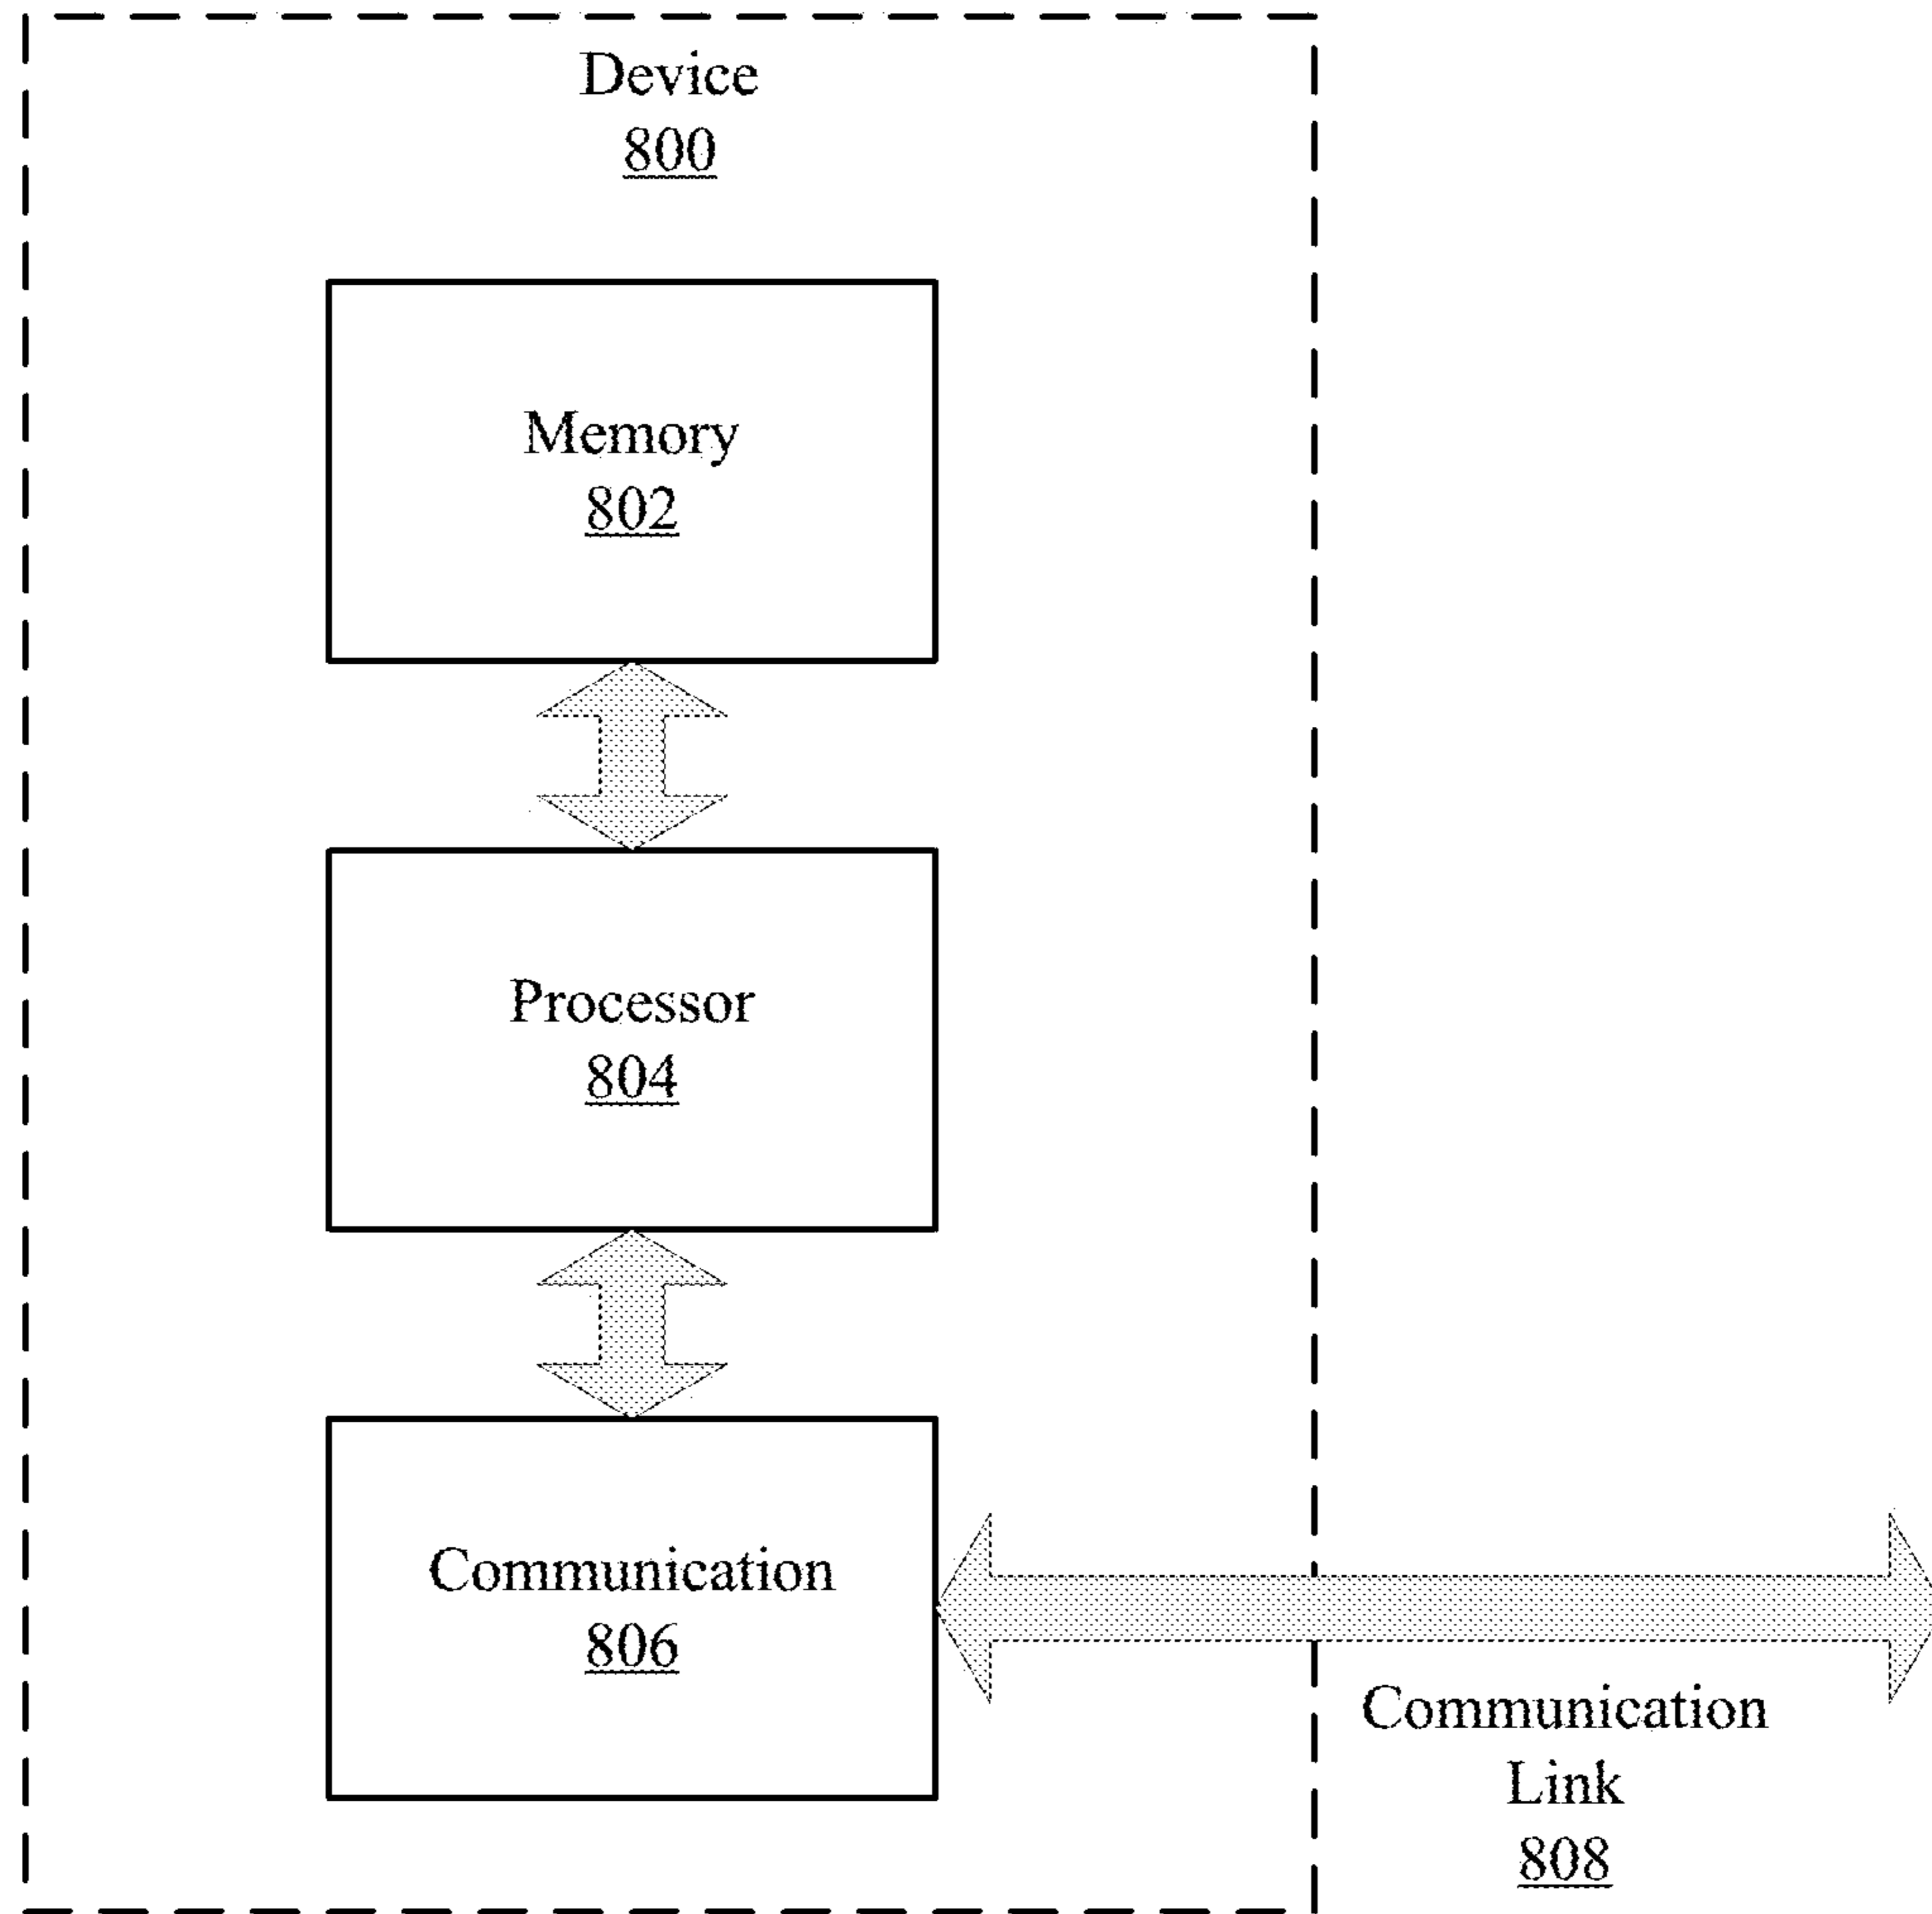 Device
800
Memory
802
Processor
804
Communication
806
Communication
Link
808